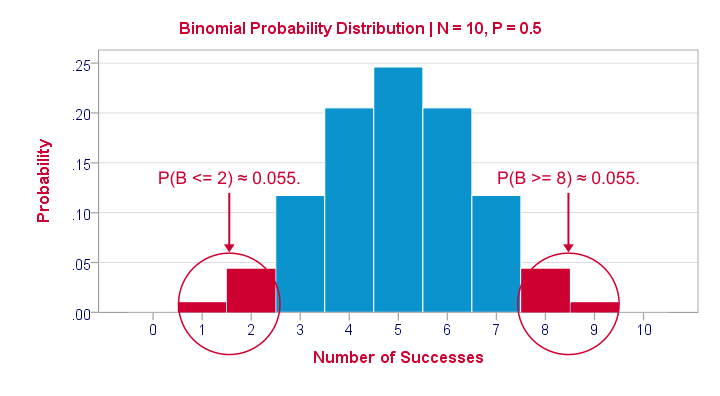 Binomial Probability Distribution | N = 10, P = 0.5
Probability
.25
.20
.15
.10
.05
.00
P(B <= 2) ≈ 0.055.
P(B >= 8) ≈ 0.055.
0 1 2 3 4 5 6 7 8 9 10
Number of Successes